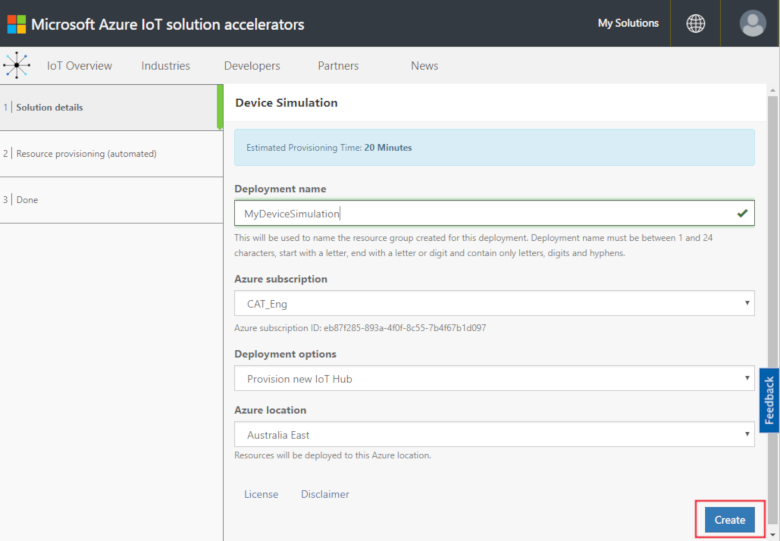 Microsoft Azure IoT solution accelerators
My Solutions
IoT Overview Industries Developers Partners News
1 | Solution details
2 | Resource provisioning (automated)
3 | Done
Device Simulation
Estimated Provisioning Time: 20 Minutes
Deployment name
MyDeviceSimulation
This will be used to name the resource group created for this deployment. Deployment name must be between 1 and 24
characters, start with a letter, end with a letter or digit and contain only letters, digits and hyphens.
Azure subscription
CAT_Eng
Azure subscription ID: eb87f285-893a-4f0f-8c55-7b4f67b1d097
Deployment options
Provision new IoT Hub
Azure location
Australia East
Resources will be deployed to this Azure location.
License Disclaimer
Create
Feedback